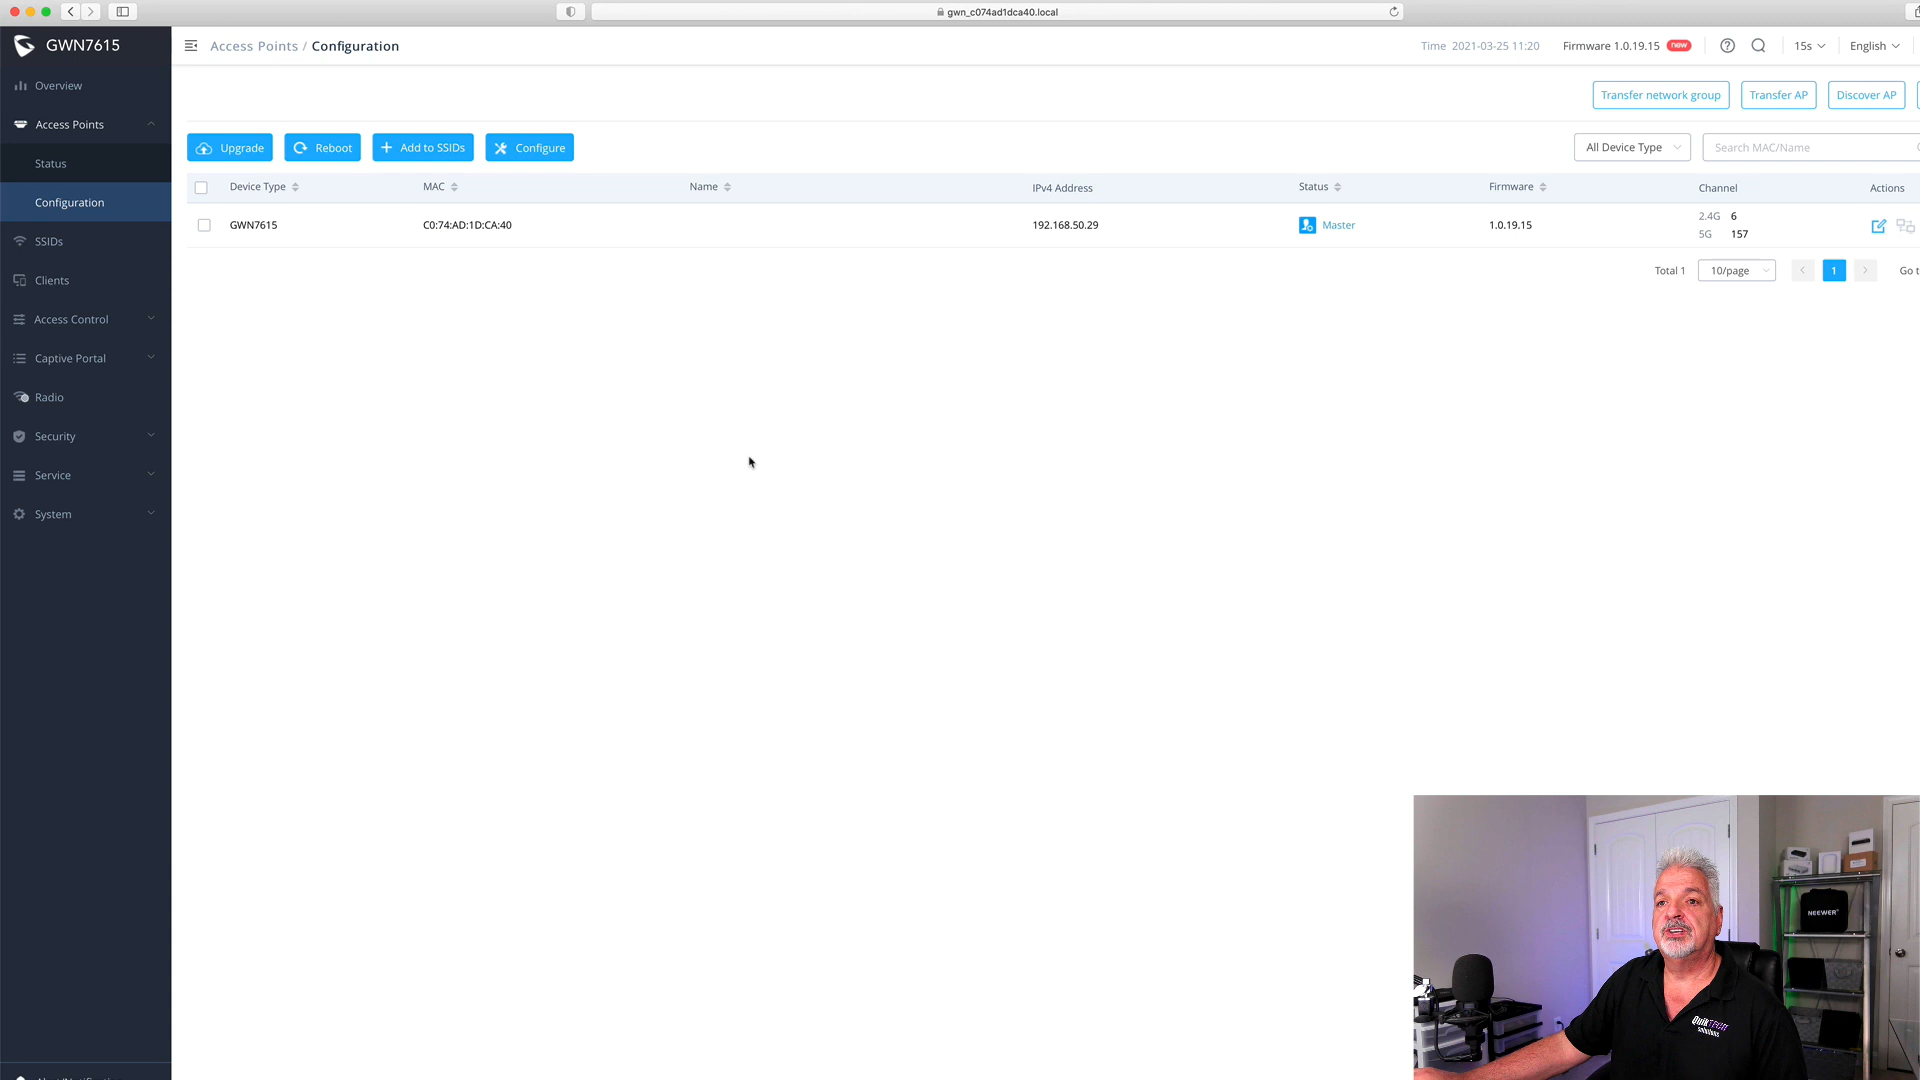 gwn_c074ad1dca40.local
GWN7615
Access Points / Configuration
Time 2021-03-25 11:20
Firmware 1.0.19.15 new
15s
English
Overview
Access Points
Status
Configuration
SSIDs
Clients
Access Control
Captive Portal
Radio
Security
Service
System
Transfer network group
Transfer AP
Discover AP
Upgrade
Reboot
Add to SSIDs
Configure
All Device Type
Search MAC/Name
Device Type MAC Name IPv4 Address Status Firmware Channel Actions
GWN7615 C0:74:AD:1D:CA:40 192.168.50.29 Master 1.0.19.15
2.4G 6
5G 157
Total 1 10/page 1 Go t
NEEWER
QuikTECH
solutions